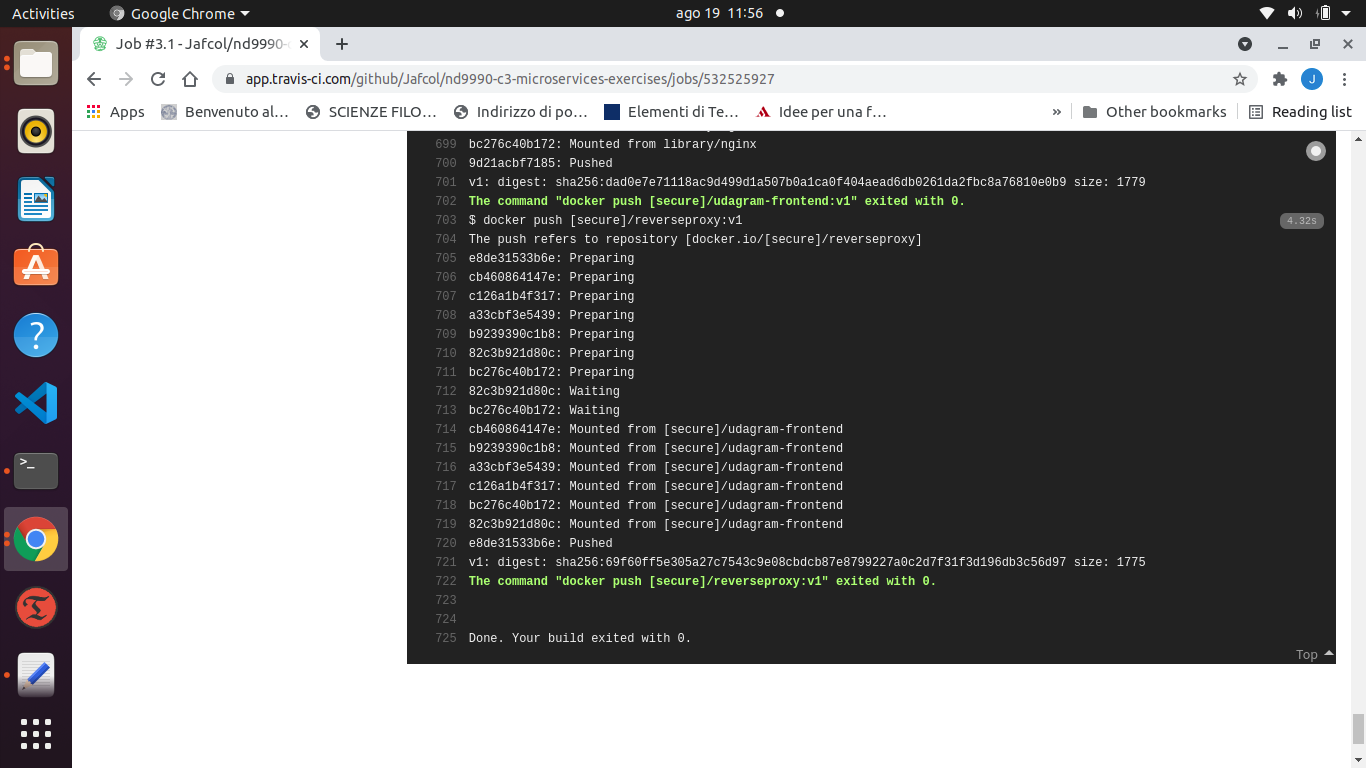 Activities
Google Chrome
ago 19 11:56
Job #3.1 - Jafcol/nd9990-
app.travis-ci.com/github/Jafcol/nd9990-c3-microservices-exercises/jobs/532525927
J
Apps
Benvenuto al…
SCIENZE FILO…
Indirizzo di po…
Elementi di Te…
Idee per una f…
»
Other bookmarks
Reading list
699 bc276c40b172: Mounted from library/nginx
700 9d21acbf7185: Pushed
701 v1: digest: sha256:dad0e7e71118ac9d499d1a507b0a1ca0f404aead6db0261da2fbc8a76810e0b9 size: 1779
702 The command "docker push [secure]/udagram-frontend:v1" exited with 0.
703 $ docker push [secure]/reverseproxy:v1
4.32s
704 The push refers to repository [docker.io/[secure]/reverseproxy]
705 e8de31533b6e: Preparing
706 cb460864147e: Preparing
707 c126a1b4f317: Preparing
708 a33cbf3e5439: Preparing
709 b9239390c1b8: Preparing
710 82c3b921d80c: Preparing
711 bc276c40b172: Preparing
712 82c3b921d80c: Waiting
713 bc276c40b172: Waiting
714 cb460864147e: Mounted from [secure]/udagram-frontend
715 b9239390c1b8: Mounted from [secure]/udagram-frontend
716 a33cbf3e5439: Mounted from [secure]/udagram-frontend
717 c126a1b4f317: Mounted from [secure]/udagram-frontend
718 bc276c40b172: Mounted from [secure]/udagram-frontend
719 82c3b921d80c: Mounted from [secure]/udagram-frontend
720 e8de31533b6e: Pushed
721 v1: digest: sha256:69f60ff5e305a27c7543c9e08cbdcb87e8799227a0c2d7f31f3d196db3c56d97 size: 1775
722 The command "docker push [secure]/reverseproxy:v1" exited with 0.
723
724
725 Done. Your build exited with 0.
Top